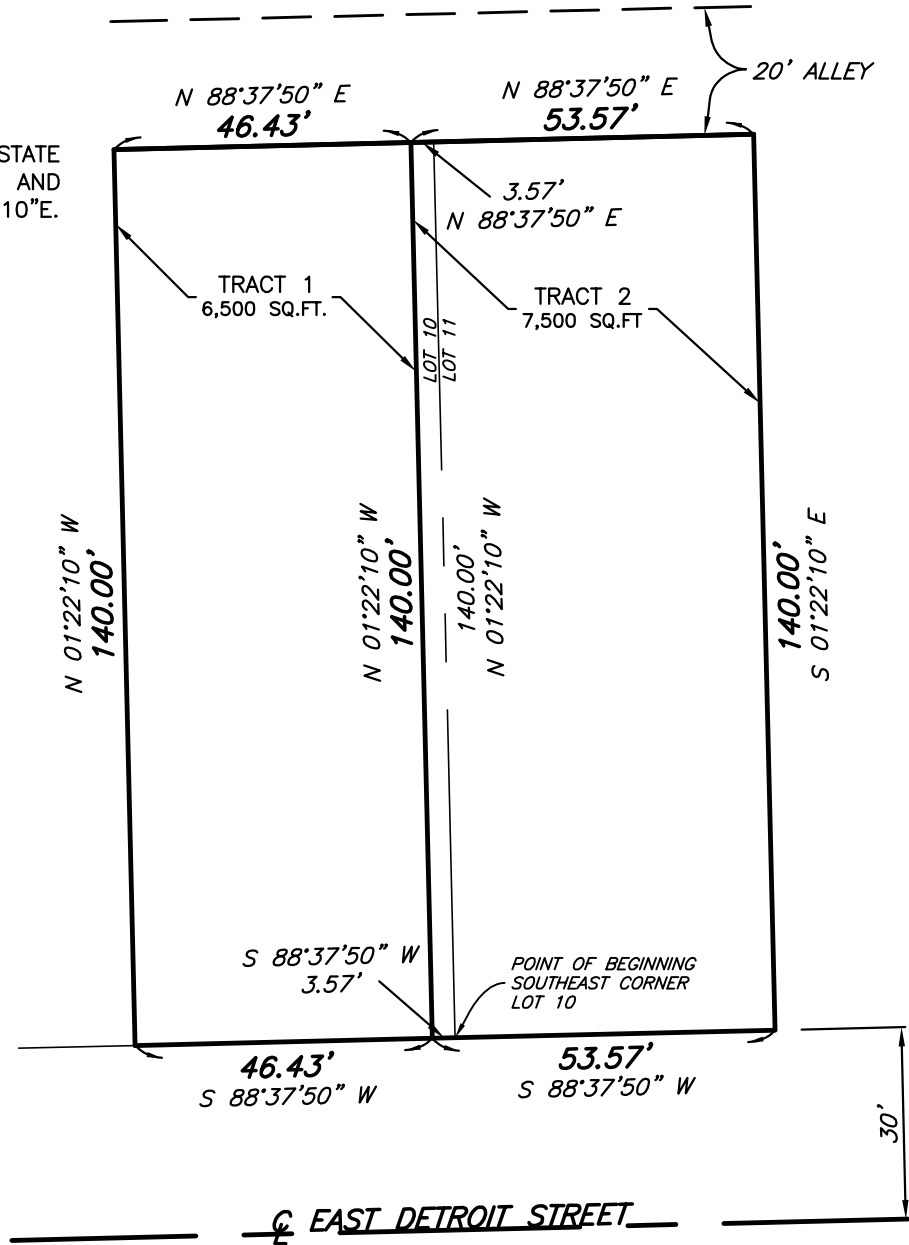 20' ALLEY
N 88°37'50" E
46.43'
N 88°37'50" E
53.57'
STATE
AND
10"E.
3.57'
N 88°37'50" E
TRACT 1
6,500 SQ.FT.
TRACT 2
7,500 SQ.FT
LOT 10
LOT 11
N 01°22'10" W
140.00'
N 01°22'10" W
140.00'
140.00'
N 01°22'10" W
140.00'
S 01°22'10" E
S 88°37'50" W
3.57'
POINT OF BEGINNING
SOUTHEAST CORNER
LOT 10
46.43'
S 88°37'50" W
53.57'
S 88°37'50" W
30'
℄ EAST DETROIT STREET